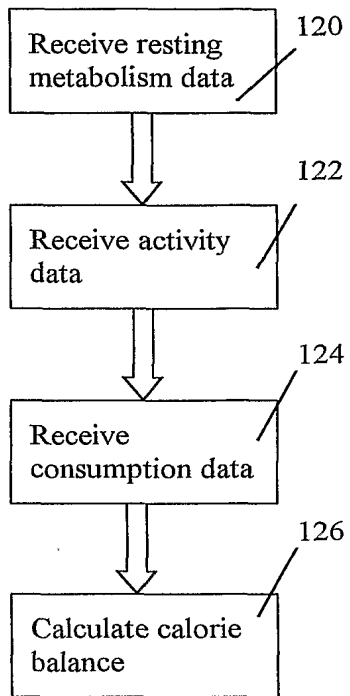 120
Receive resting
metabolism data
122
Receive activity
data
124
Receive
consumption data
126
Calculate calorie
balance